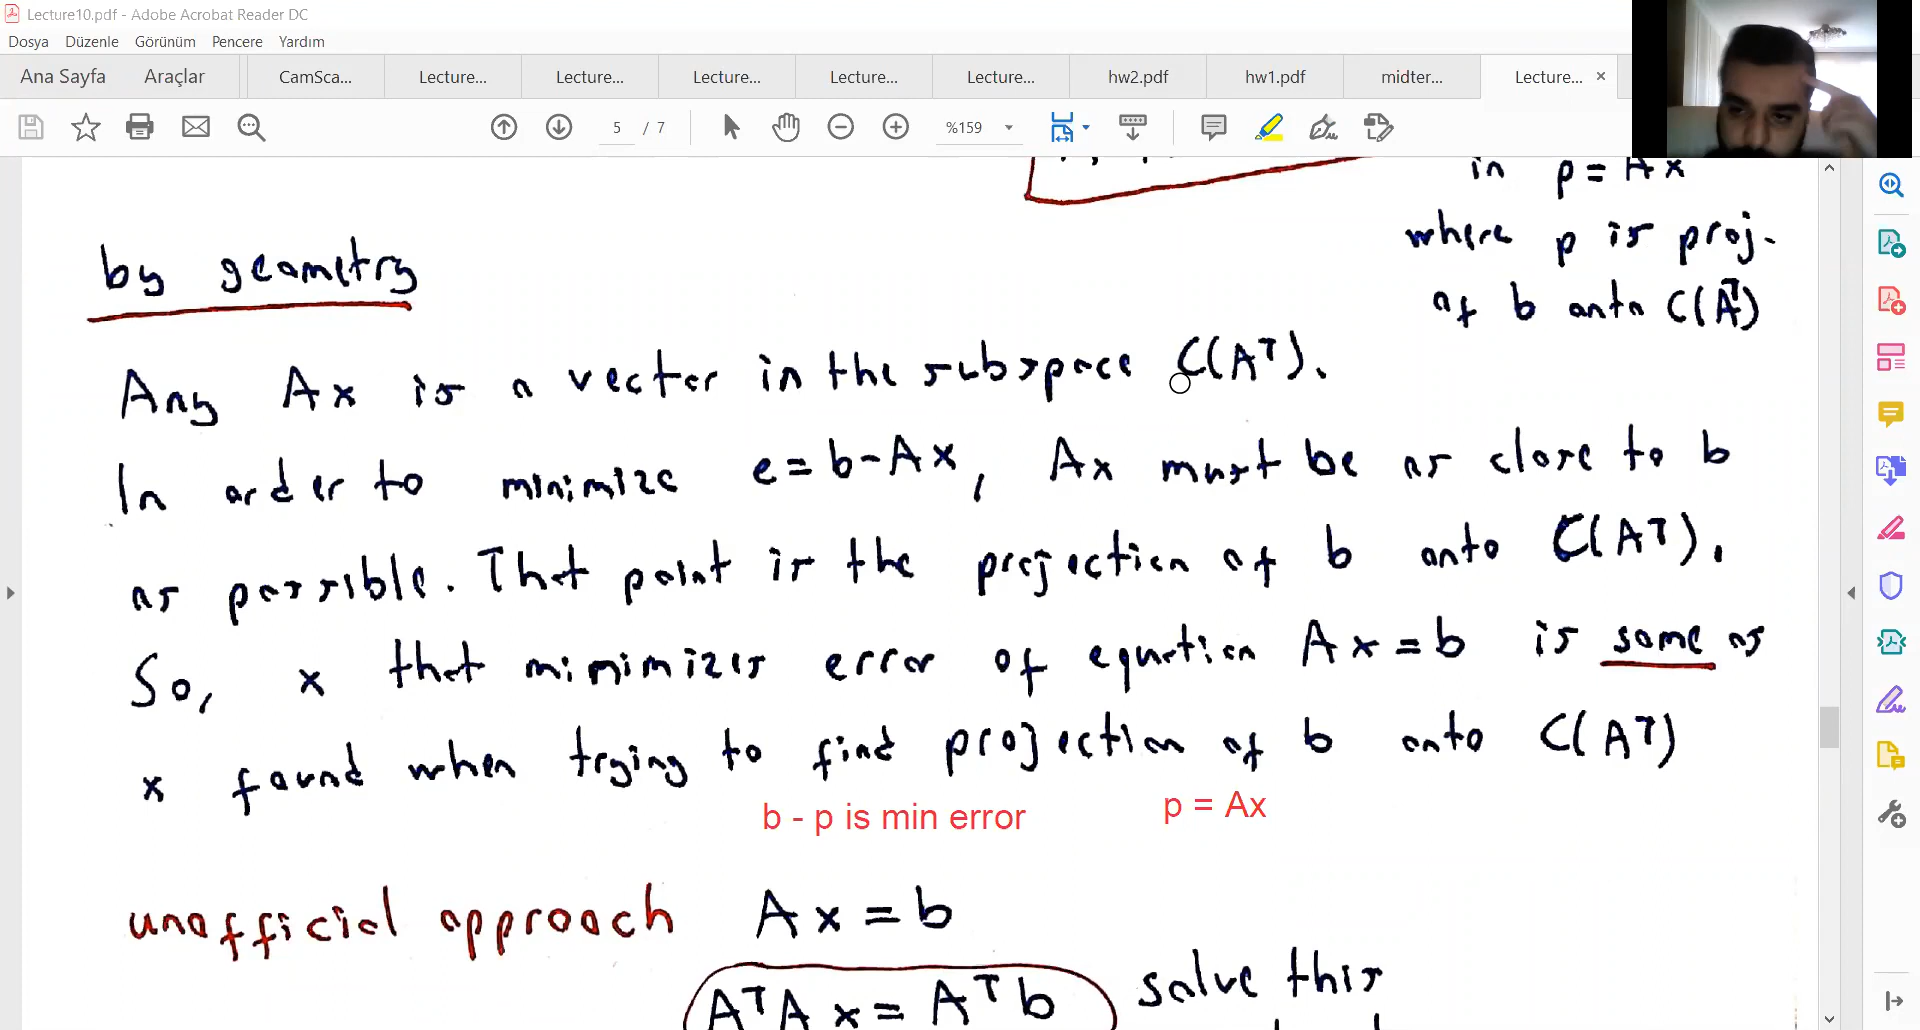 Lecture10.pdf - Adobe Acrobat Reader DC
Dosya Düzenle Görünüm Pencere Yardım
Ana Sayfa Araçlar CamSca... Lecture... Lecture... Lecture... Lecture... Lecture... hw2.pdf hw1.pdf midter... Lecture... ×
5 / 7 %159
in p = Ax
where p is proj.
of b onto C(Aᵀ)
by geometry
Any Ax is a vector in the subspace C(Aᵀ).
In order to minimize e = b - Ax, Ax must be as close to b
as possible. That point is the projection of b onto C(Aᵀ).
So, x that mimimizes error of equation Ax = b is same as
x found when trying to find projection of b onto C(Aᵀ)
b - p is min error p = Ax
unofficial approach Ax = b
AᵀA x = Aᵀb solve this